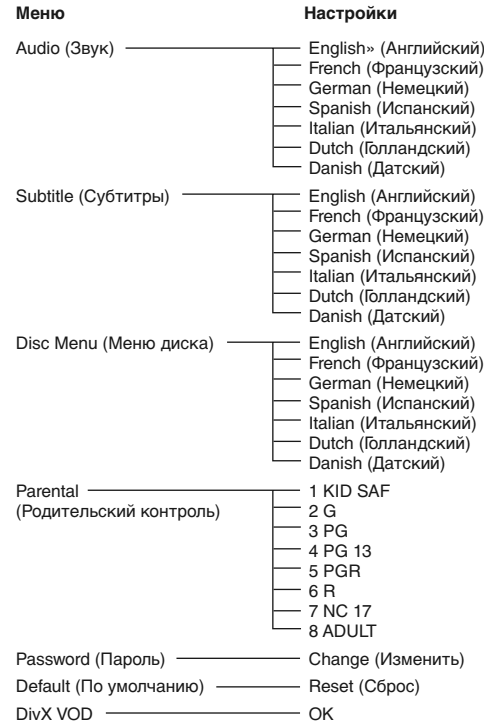 Меню Настройки
Audio (Звук) English» (Английский)
French (Французский)
German (Немецкий)
Spanish (Испанский)
Italian (Итальянский)
Dutch (Голландский)
Danish (Датский)
Subtitle (Субтитры) English (Английский)
French (Французский)
German (Немецкий)
Spanish (Испанский)
Italian (Итальянский)
Dutch (Голландский)
Danish (Датский)
Disc Menu (Меню диска) English (Английский)
French (Французский)
German (Немецкий)
Spanish (Испанский)
Italian (Итальянский)
Dutch (Голландский)
Danish (Датский)
Parental 1 KID SAF
(Родительский контроль) 2 G
3 PG
4 PG 13
5 PGR
6 R
7 NC 17
8 ADULT
Password (Пароль) Change (Изменить)
Default (По умолчанию) Reset (Сброс)
DivX VOD OK